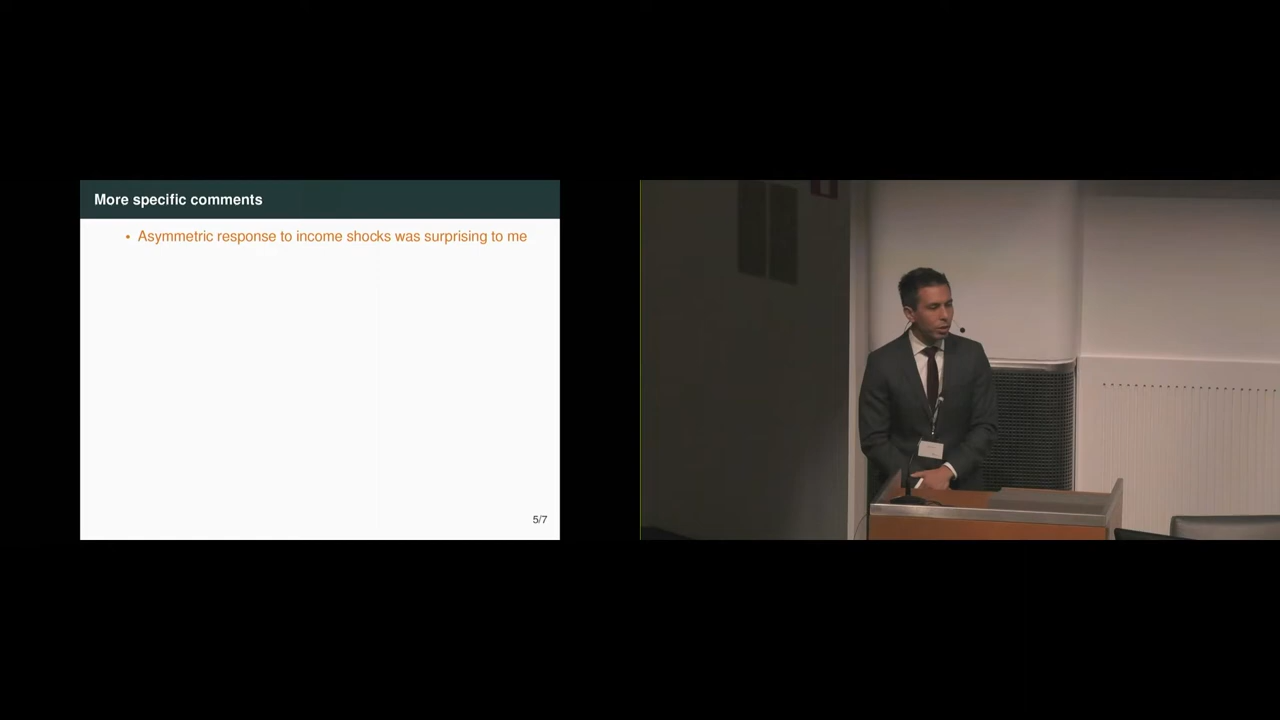 More specific comments
• Asymmetric response to income shocks was surprising to me
5/7